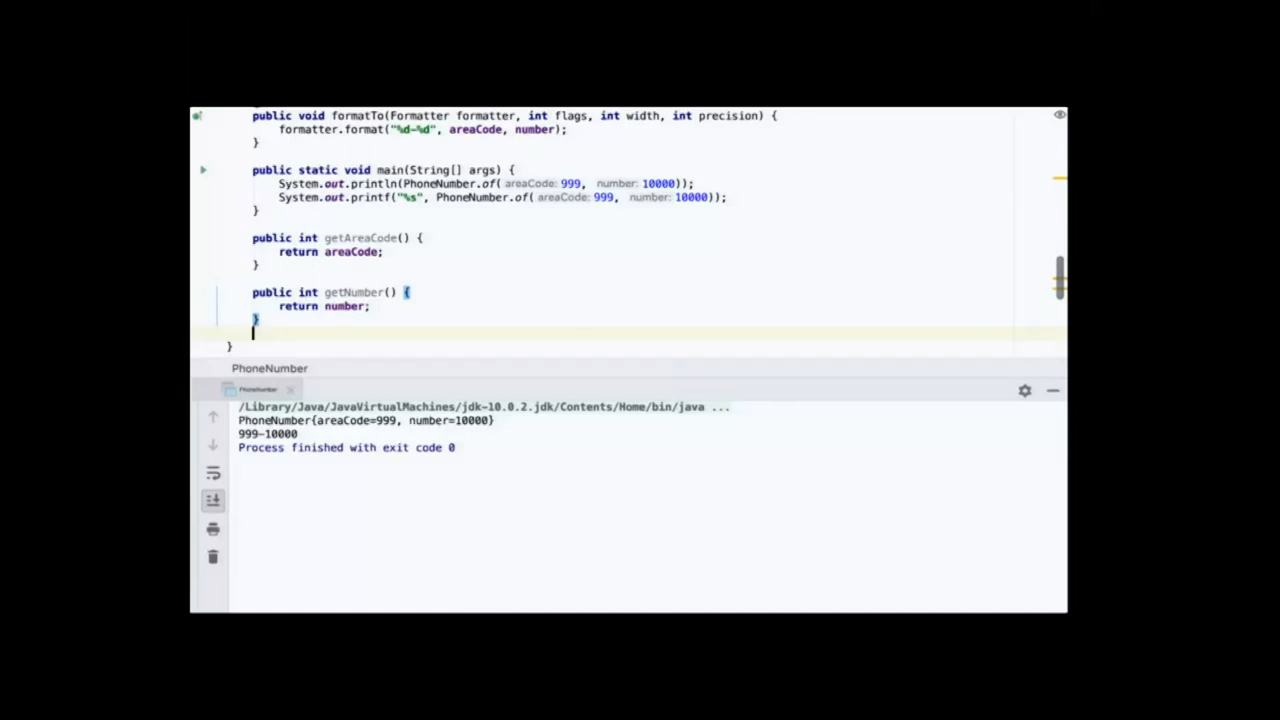 public void formatTo(Formatter formatter, int flags, int width, int precision) {
formatter.format("%d-%d", areaCode, number);
}
public static void main(String[] args) {
System.out.println(PhoneNumber.of( areaCode: 999, number: 10000));
System.out.printf("%s", PhoneNumber.of( areaCode: 999, number: 10000));
}
public int getAreaCode() {
return areaCode;
}
public int getNumber() {
return number;
}
}
PhoneNumber
PhoneNumber
/Library/Java/JavaVirtualMachines/jdk-10.0.2.jdk/Contents/Home/bin/java ...
PhoneNumber{areaCode=999, number=10000}
999-10000
Process finished with exit code 0